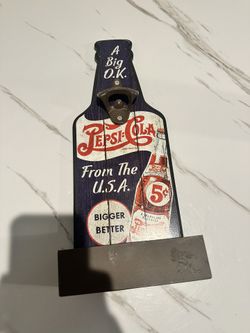 A
Big
O.K.
PEPSI-COLA
From The
U.S.A.
5¢
BIGGER
BETTER